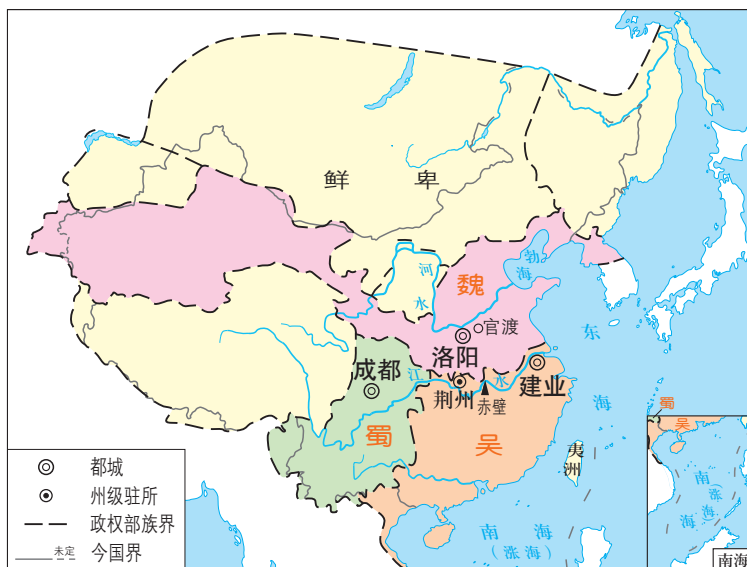 鲜卑
渤海
河水
魏
官渡
洛阳
东海
成都
江水
建业
荆州
赤壁
蜀
吴
夷洲
蜀
吴
南海
(涨海)
南海
(涨海)
都城
州级驻所
政权部族界
未定 今国界
南海